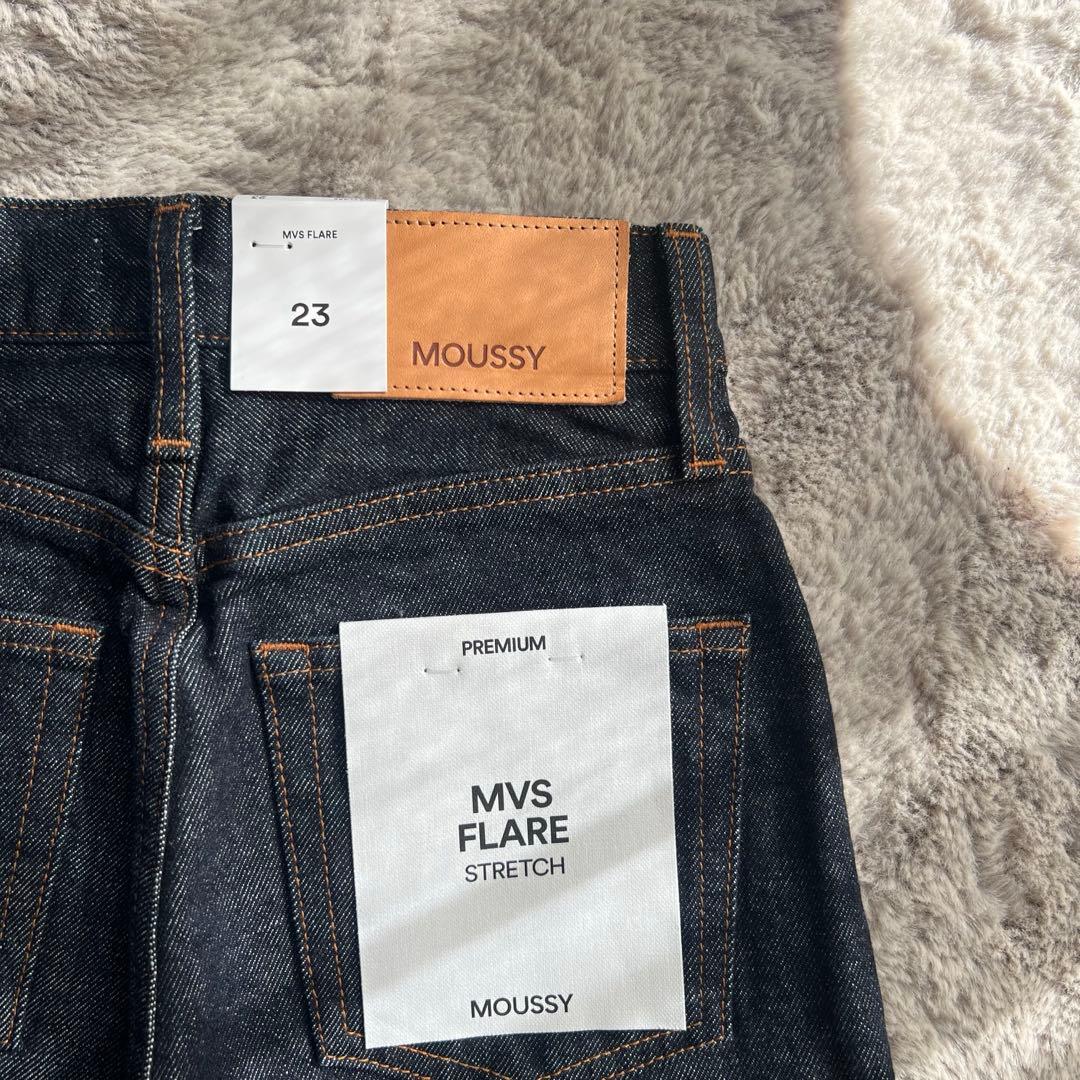 MVS FLARE
23
MOUSSY
PREMIUM
MVS
FLARE
STRETCH
MOUSSY